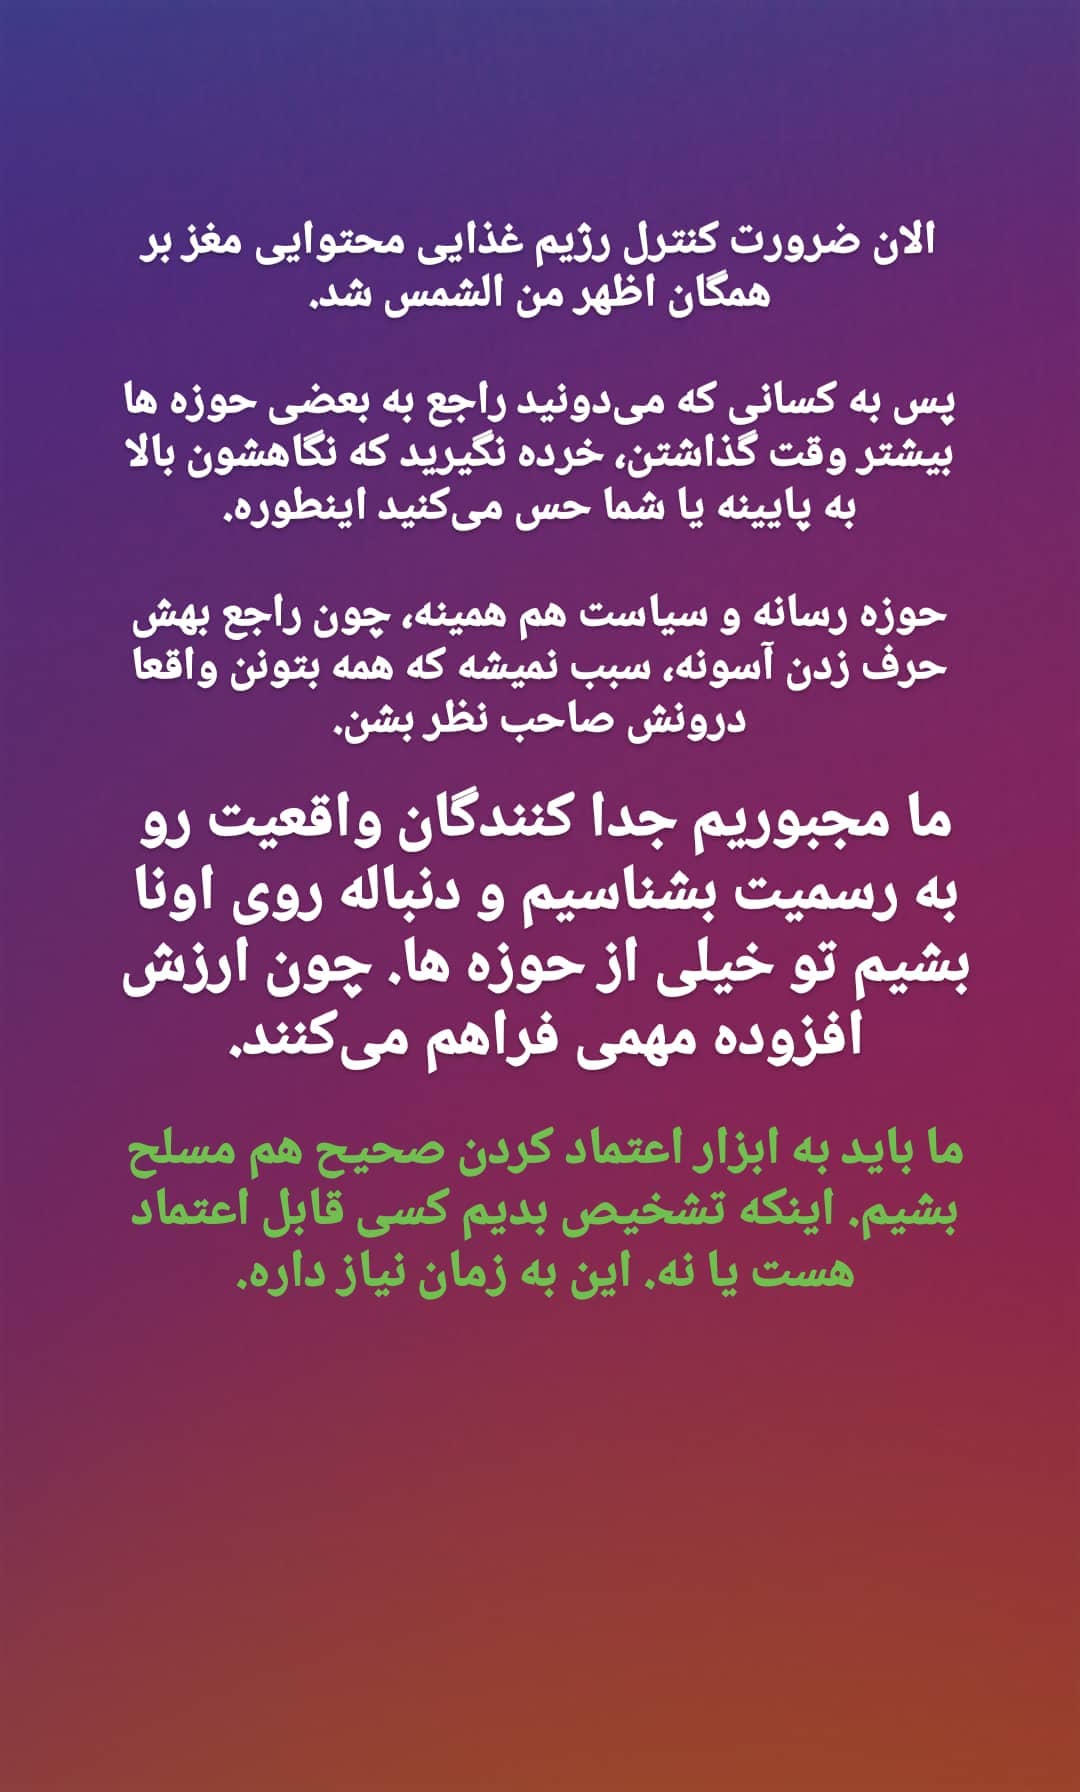 الان ضرورت کنترل رژیم غذایی محتوایی مغز بر
همگان اظهر من الشمس شد.
پس به کسانی که می‌دونید راجع به بعضی حوزه ها
بیشتر وقت گذاشتن، خرده نگیرید که نگاهشون بالا
به پایینه یا شما حس می‌کنید اینطوره.
حوزه رسانه و سیاست هم همینه، چون راجع بهش
حرف زدن آسونه، سبب نمیشه که همه بتونن واقعا
درونش صاحب نظر بشن.
ما مجبوریم جدا کنندگان واقعیت رو
به رسمیت بشناسیم و دنباله روی اونا
بشیم تو خیلی از حوزه ها. چون ارزش
افزوده مهمی فراهم می‌کنند.
ما باید به ابزار اعتماد کردن صحیح هم مسلح
بشیم. اینکه تشخیص بدیم کسی قابل اعتماد
هست یا نه. این به زمان نیاز داره.